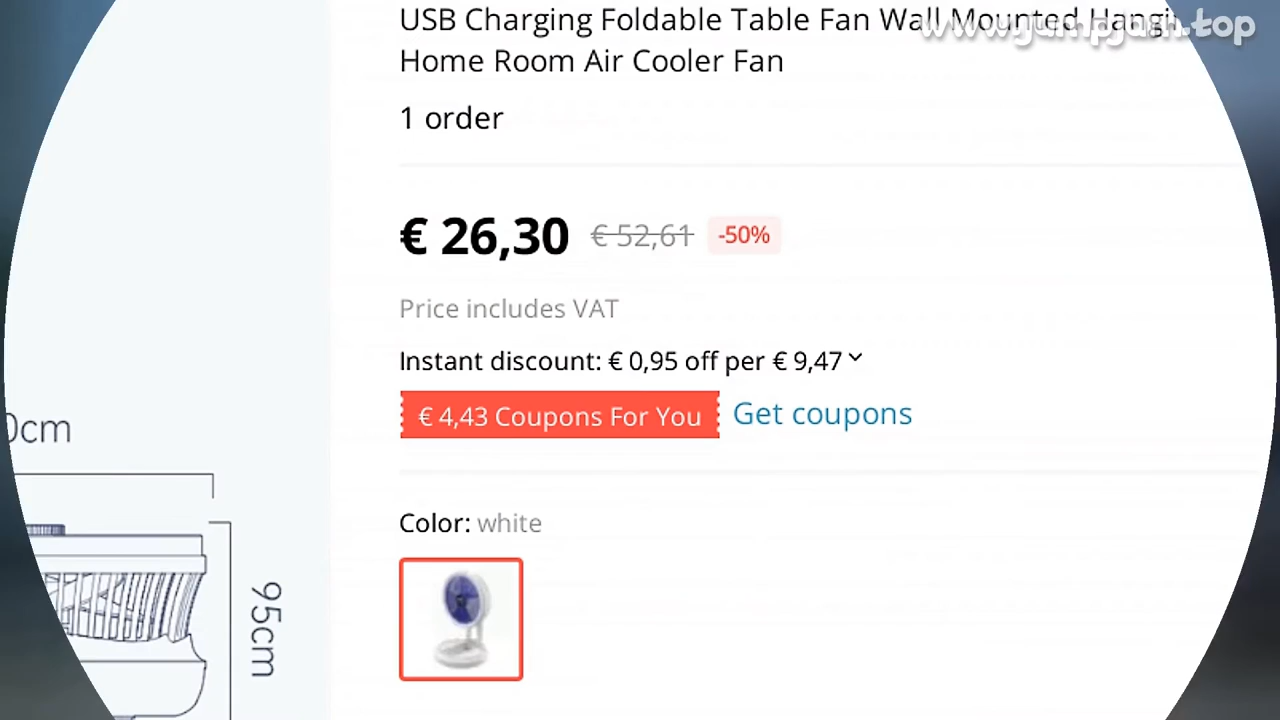 USB Charging Foldable Table Fan Wall Mounted
Home Room Air Cooler Fan
1 order
€ 26,30 € 52,61 -50%
Price includes VAT
Instant discount: € 0,95 off per € 9,47
€ 4,43 Coupons For You Get coupons
0cm
Color: white
95cm